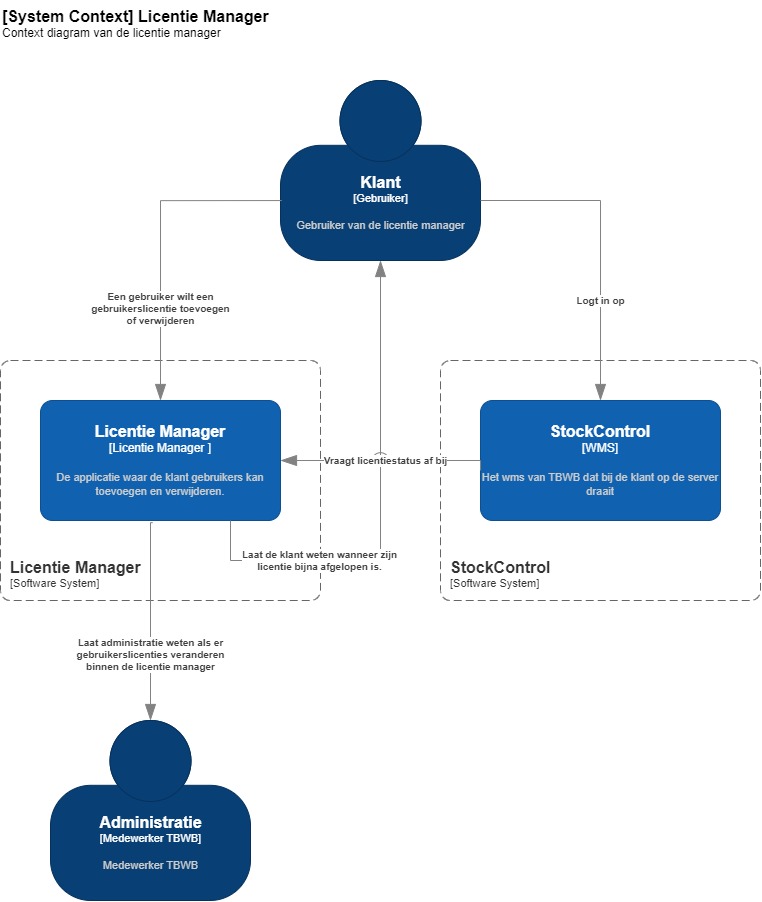 [System Context] Licentie Manager
Context diagram van de licentie manager
Klant
[Gebruiker]
Gebruiker van de licentie manager
Een gebruiker wilt een
gebruikerslicentie toevoegen
of verwijderen
Logt in op
Licentie Manager
[Licentie Manager ]
De applicatie waar de klant gebruikers kan
toevoegen en verwijderen.
Vraagt licentiestatus af bij
StockControl
[WMS]
Het wms van TBWB dat bij de klant op de server
draait
Laat de klant weten wanneer zijn
licentie bijna afgelopen is.
Licentie Manager
[Software System]
StockControl
[Software System]
Laat administratie weten als er
gebruikerslicenties veranderen
binnen de licentie manager
Administratie
[Medewerker TBWB]
Medewerker TBWB